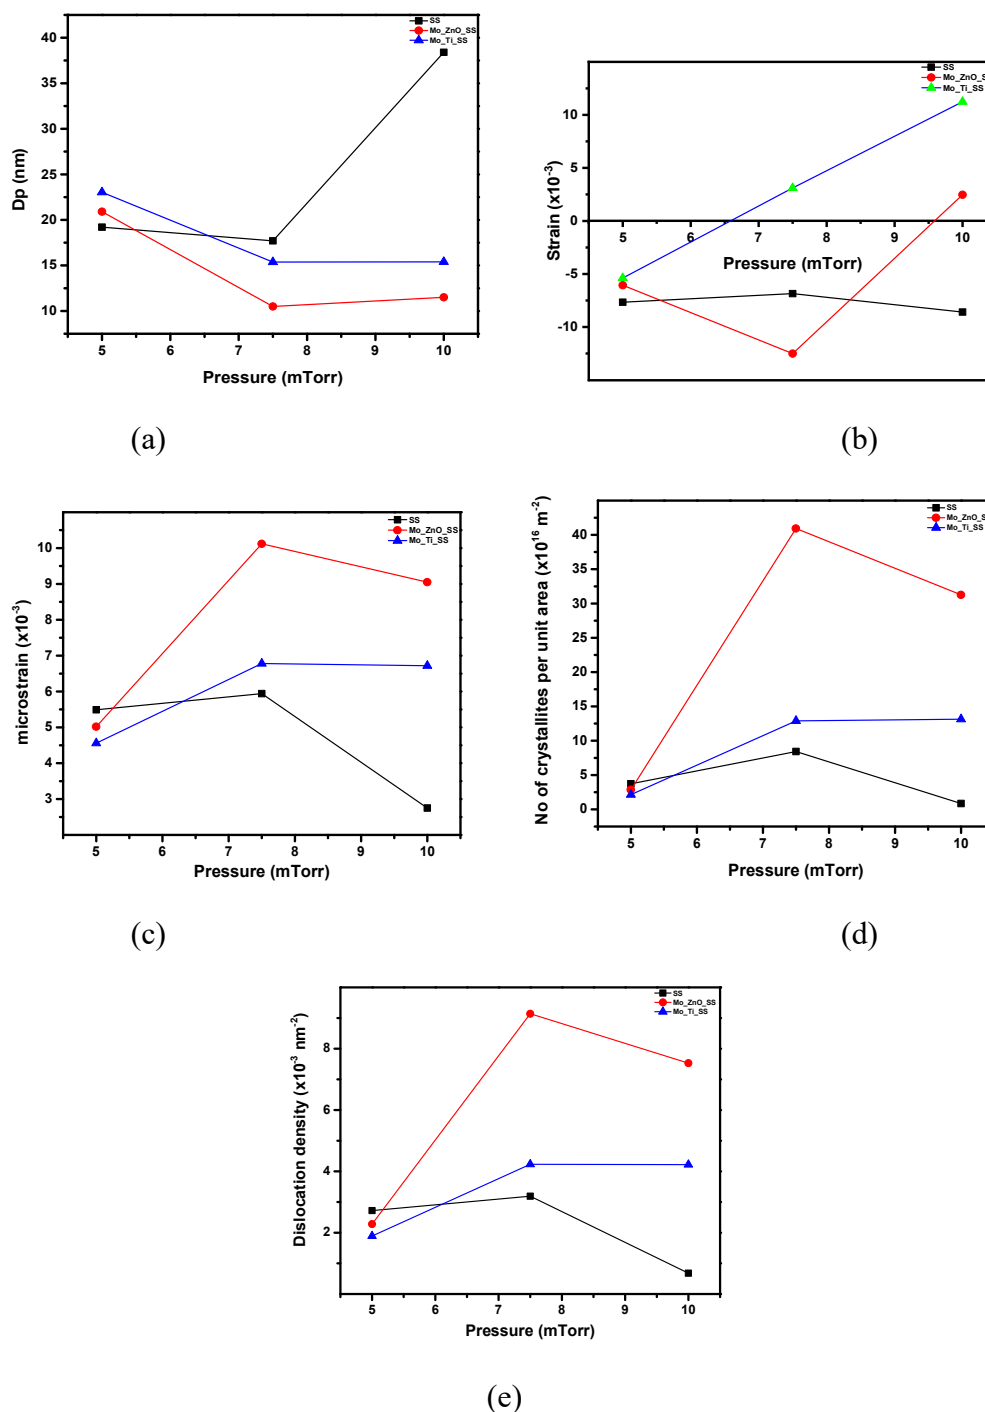 SS
Mo_ZnO_SS
Mo_Ti_SS
40
35
30
25
20
15
10
Dp (nm)
5 6 7 8 9 10
Pressure (mTorr)
(a)
SS
Mo_ZnO_S
Mo_Ti_SS
10
5
0
-5
-10
Strain (x10⁻³)
5 6 7 8 9 10
Pressure (mTorr)
(b)
SS
Mo_ZnO_SS
Mo_Ti_SS
10
9
8
7
6
5
4
3
microstrain (x10⁻³)
5 6 7 8 9 10
Pressure (mTorr)
(c)
SS
Mo_ZnO_S
Mo_Ti_SS
40
35
30
25
20
15
10
5
0
No of crystallites per unit area (x10¹⁶ m⁻²)
5 6 7 8 9 10
Pressure (mTorr)
(d)
SS
Mo_ZnO_SS
Mo_Ti_SS
8
6
4
2
Dislocation density (x10⁻³ nm⁻²)
5 6 7 8 9 10
Pressure (mTorr)
(e)